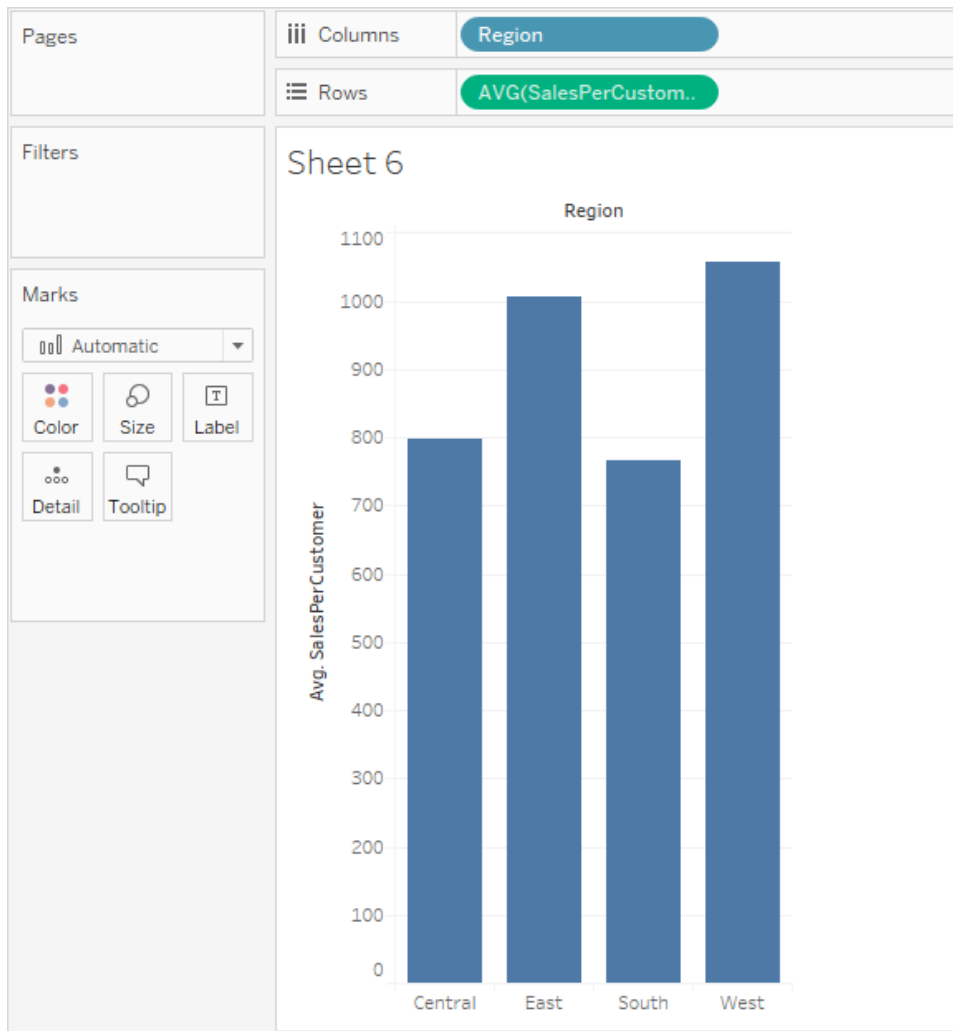 Pages
Columns
Region
Rows
AVG(SalesPerCustom..
Filters
Marks
Automatic
Color
Size
T
Label
Detail
Tooltip
Sheet 6
Region
Avg. SalesPerCustomer
1100
1000
900
800
700
600
500
400
300
200
100
0
Central East South West